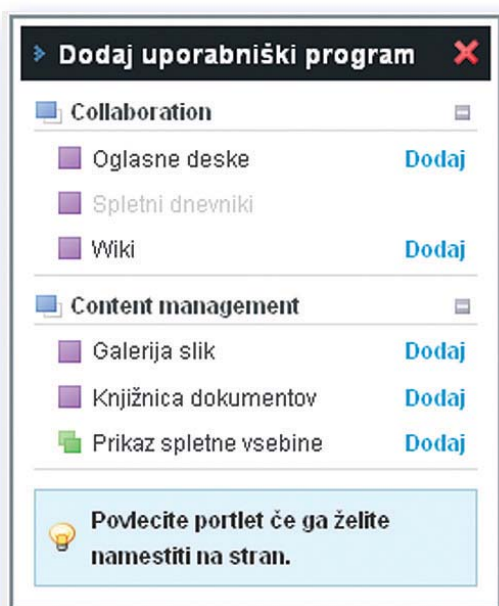 Dodaj uporabniški program
Collaboration
Oglasne deske Dodaj
Spletni dnevniki
Wiki Dodaj
Content management
Galerija slik Dodaj
Knjižnica dokumentov Dodaj
Prikaz spletne vsebine Dodaj
Povlecite portlet če ga želite
namestiti na stran.